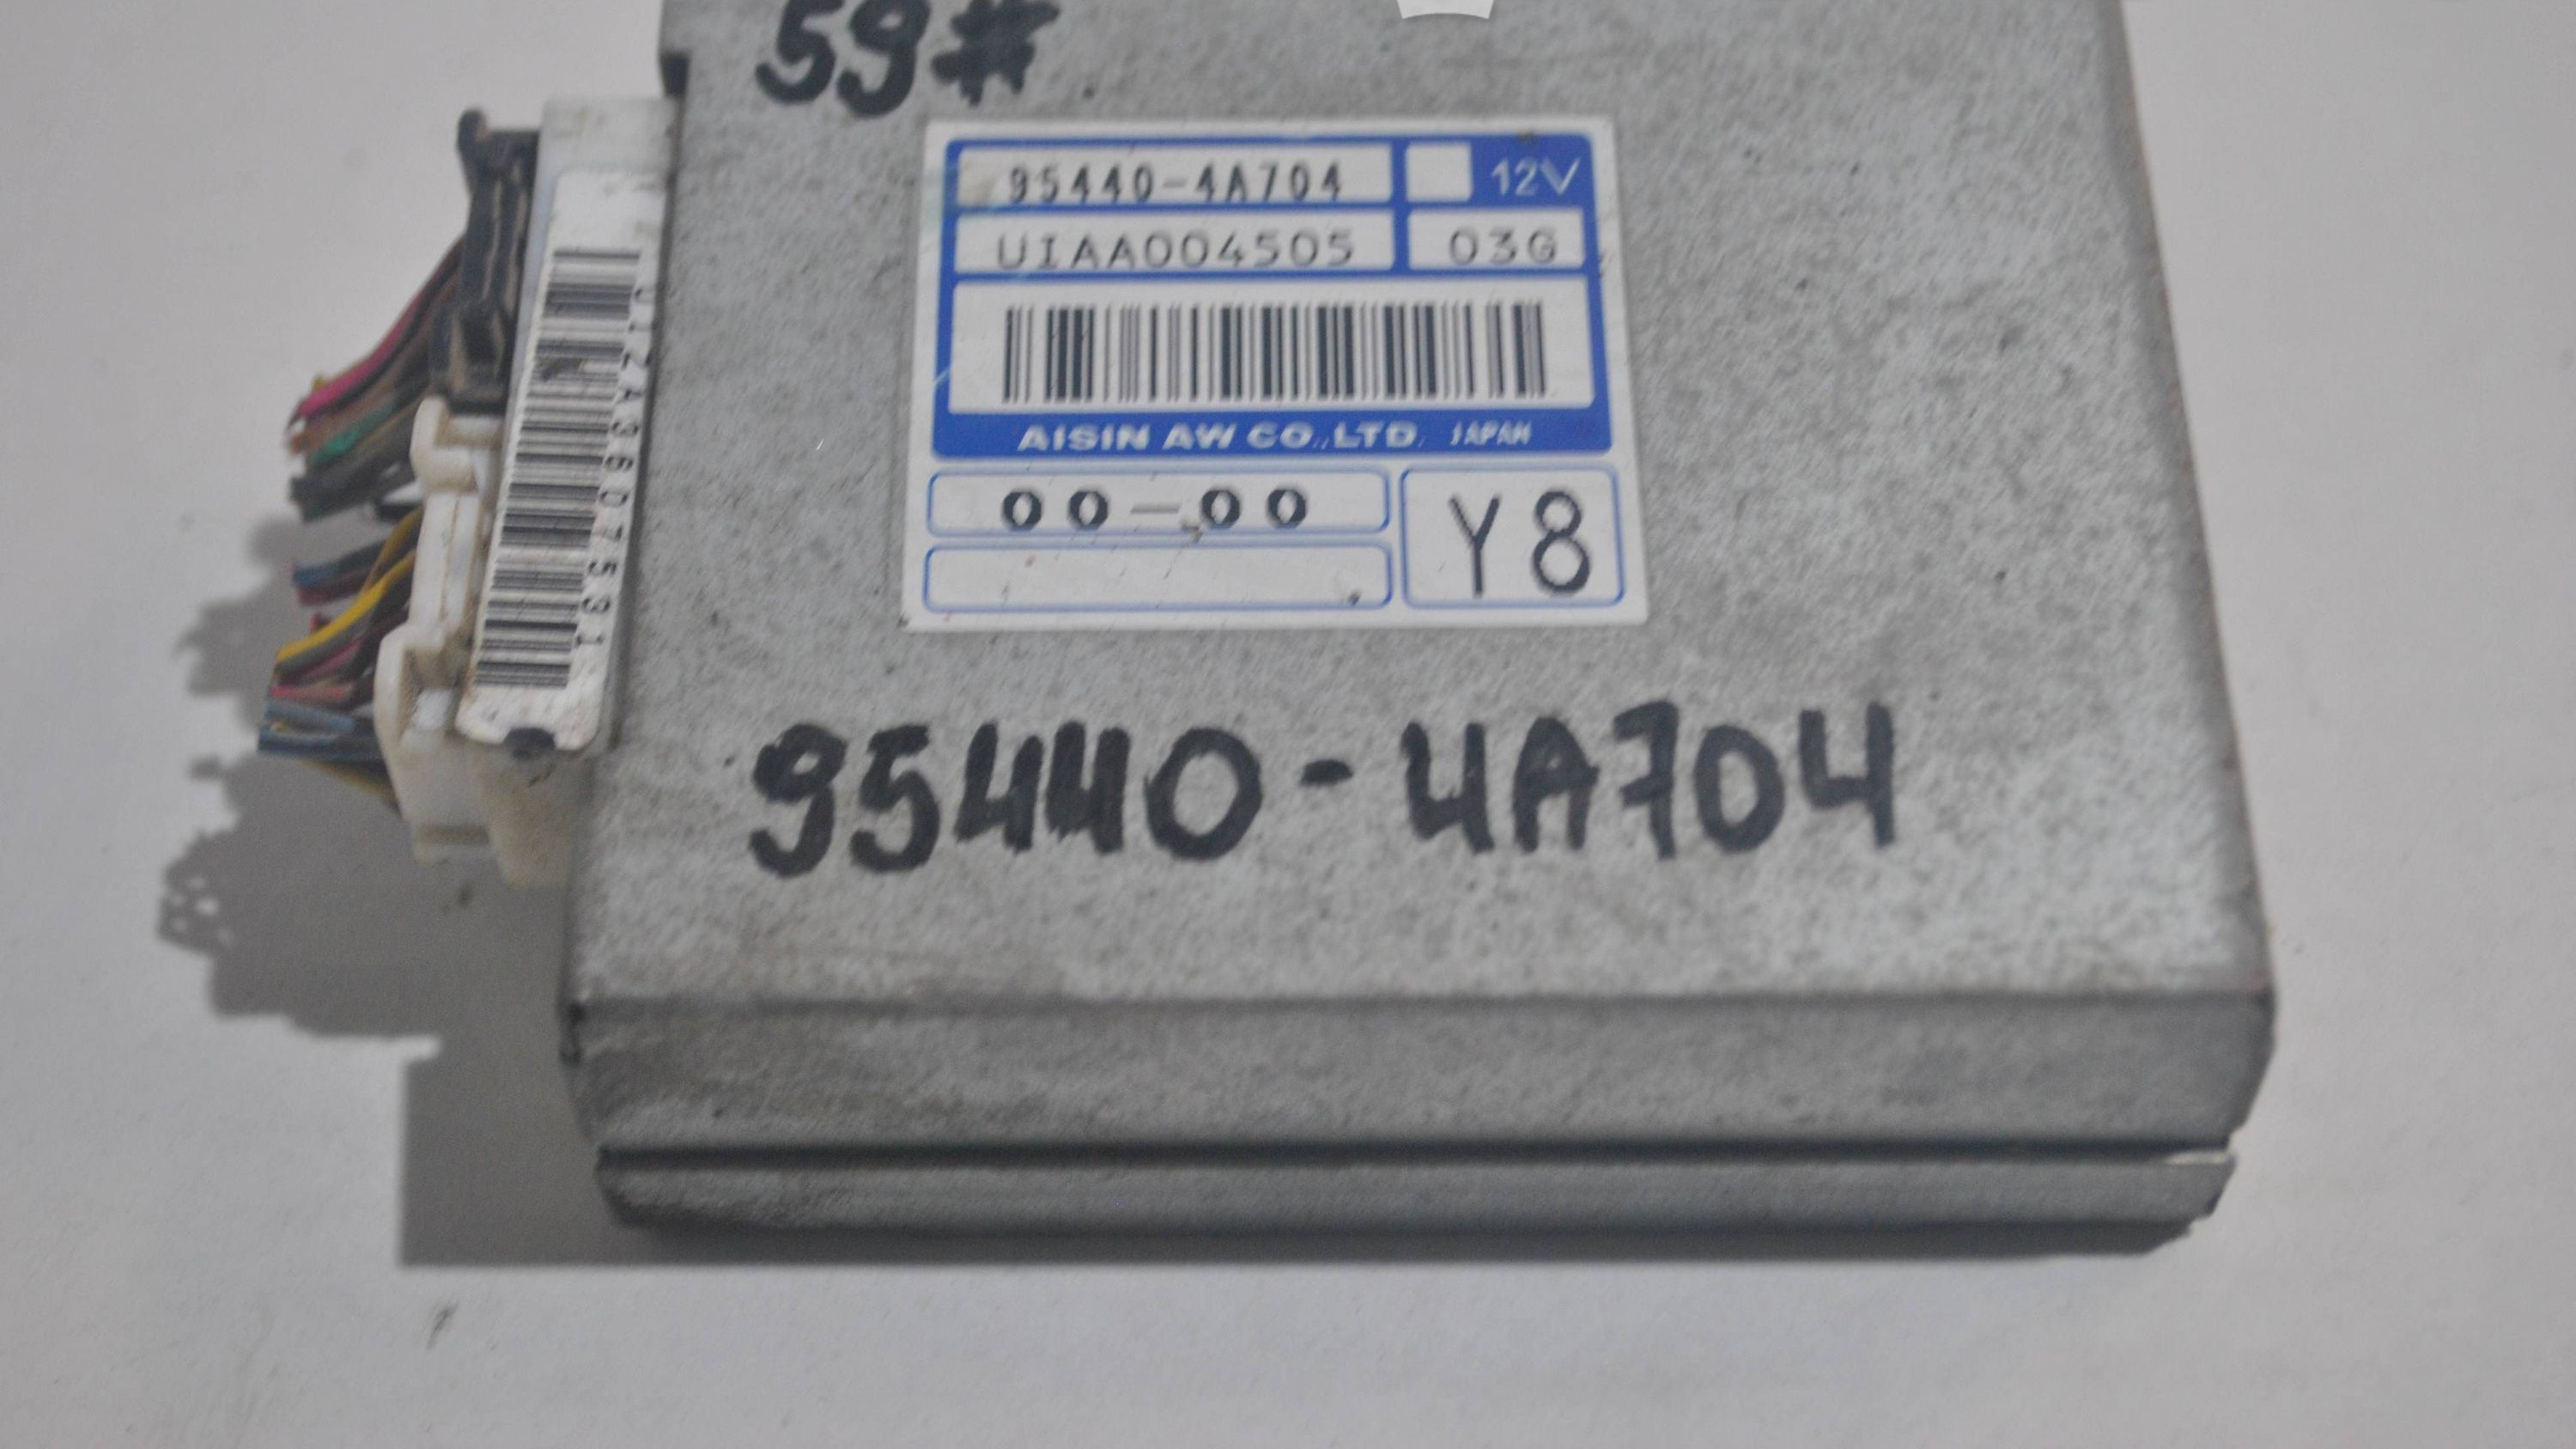 59#
95440-4A704
12V
UIAA004505
03G
AISIN AW CO.,LTD. JAPAN
00-00
Y8
95440-4A704